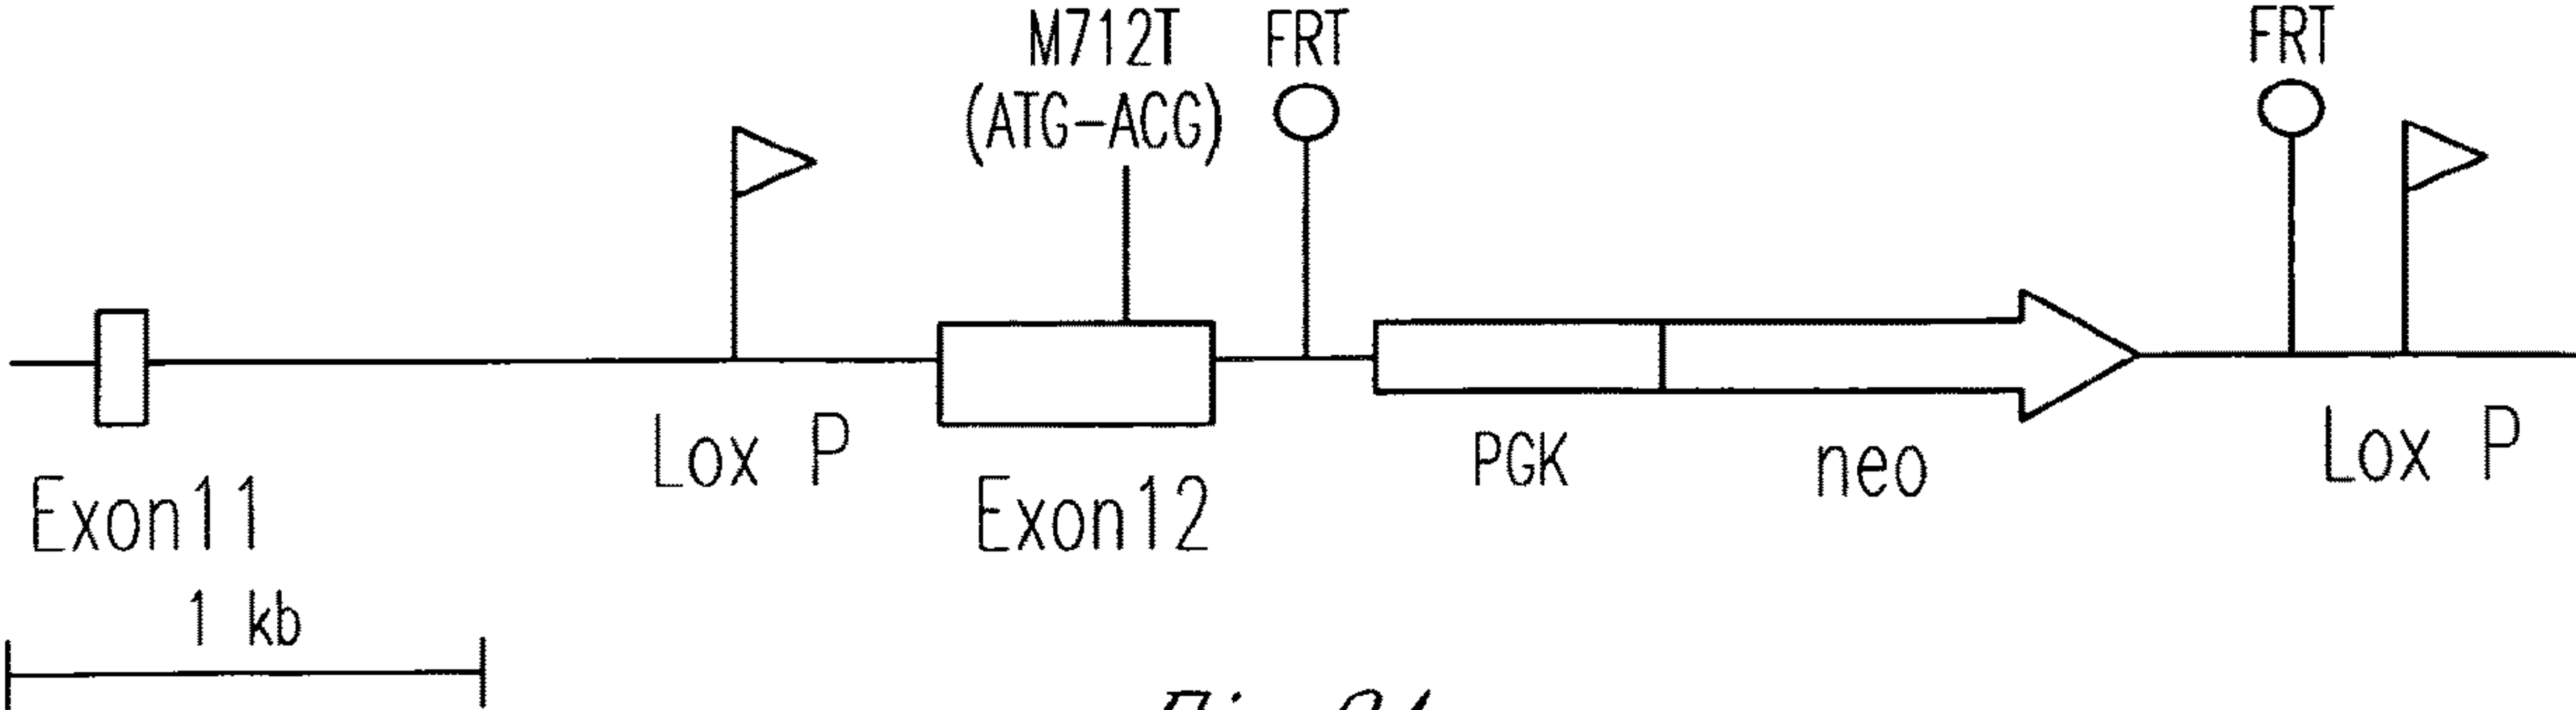 M712T
(ATG-ACG)
FRT
FRT
Lox P
Exon11
Exon12
PGK
neo
Lox P
1 kb